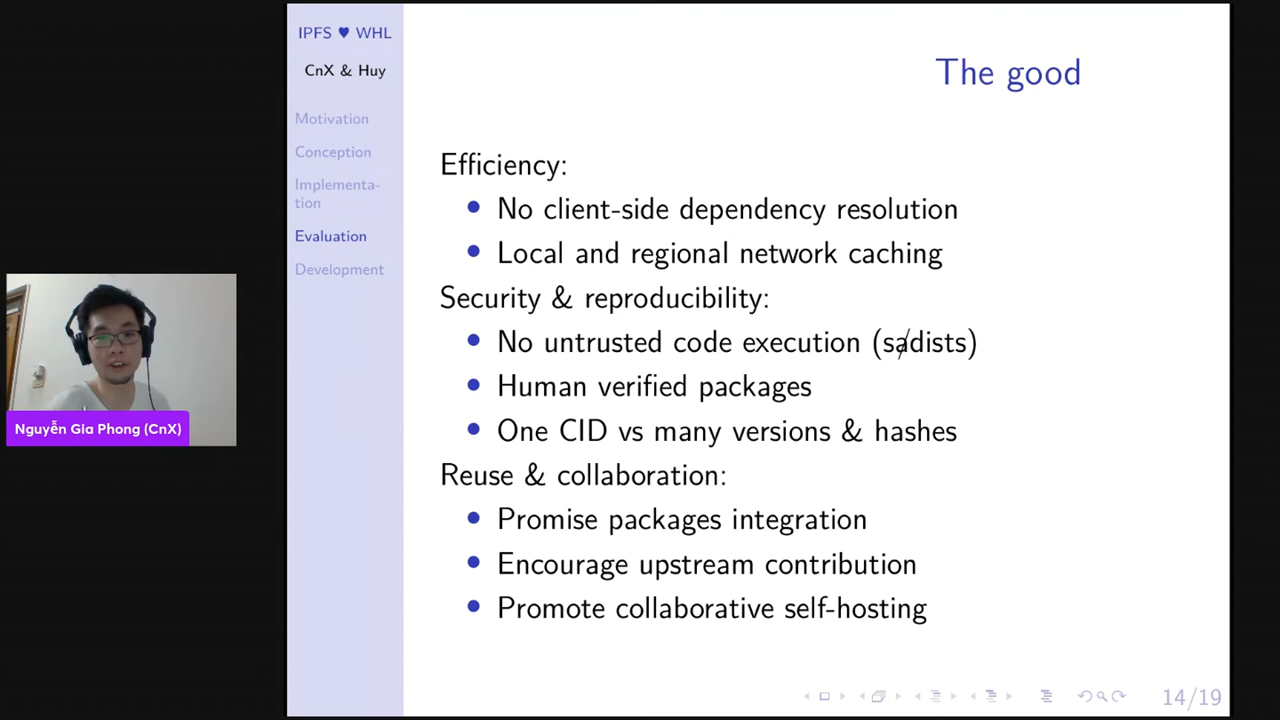 IPFS ♥ WHL
CnX & Huy
Motivation
Conception
Implementa-
tion
Evaluation
Development
The good
Efficiency:
• No client-side dependency resolution
• Local and regional network caching
Security & reproducibility:
• No untrusted code execution (sa̸dists)
• Human verified packages
• One CID vs many versions & hashes
Reuse & collaboration:
• Promise packages integration
• Encourage upstream contribution
• Promote collaborative self-hosting
14/19
Nguyễn Gia Phong (CnX)